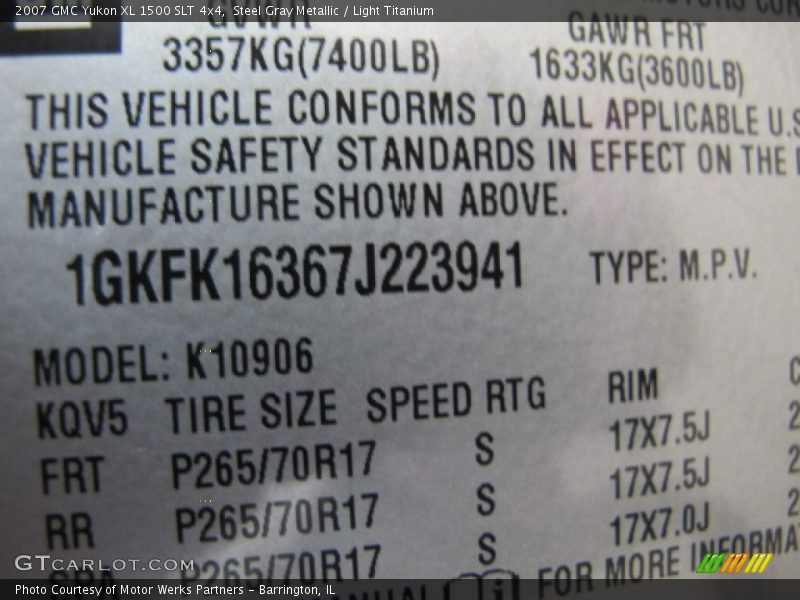 2007 GMC Yukon XL 1500 SLT 4x4, Steel Gray Metallic / Light Titanium
GVWR GAWR FRT
3357KG(7400LB) 1633KG(3600LB)
THIS VEHICLE CONFORMS TO ALL APPLICABLE U.S
VEHICLE SAFETY STANDARDS IN EFFECT ON THE
MANUFACTURE SHOWN ABOVE.
1GKFK16367J223941 TYPE: M.P.V.
MODEL: K10906
KQV5 TIRE SIZE SPEED RTG RIM
FRT P265/70R17 S 17X7.5J
RR P265/70R17 S 17X7.5J
SPA P265/70R17 S 17X7.0J
FOR MORE INFORMA
GTCARLOT.COM
Photo Courtesy of Motor Werks Partners - Barrington, IL